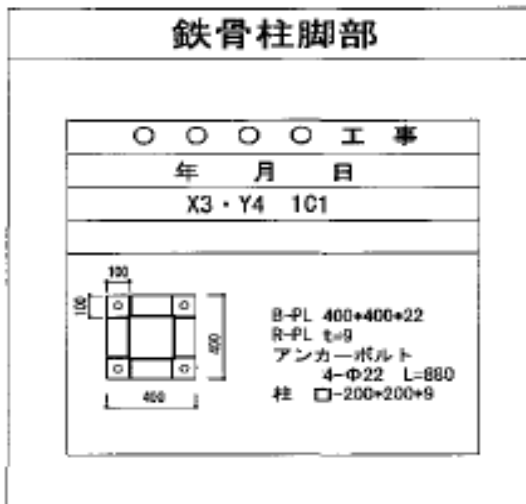 鉄骨柱脚部
○ ○ ○ ○ 工 事
年 月 日
X3・Y4 1C1
100
100
400
400
B-PL 400*400*22
R-PL t=9
アンカーボルト
4-Φ22 L=880
柱 □-200*200*9